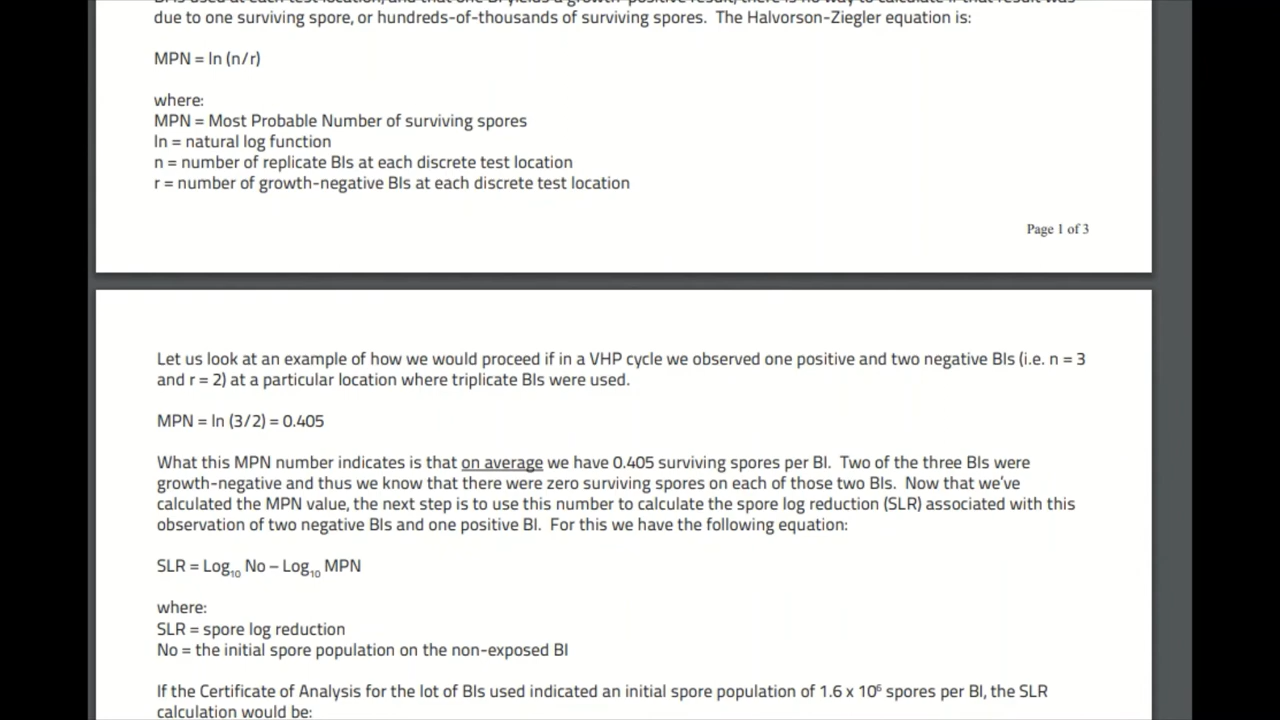 due to one surviving spore, or hundreds-of-thousands of surviving spores. The Halvorson-Ziegler equation is:
MPN = ln (n/r)
where:
MPN = Most Probable Number of surviving spores
ln = natural log function
n = number of replicate BIs at each discrete test location
r = number of growth-negative BIs at each discrete test location
Page 1 of 3
Let us look at an example of how we would proceed if in a VHP cycle we observed one positive and two negative BIs (i.e. n = 3
and r = 2) at a particular location where triplicate BIs were used.
MPN = ln (3/2) = 0.405
What this MPN number indicates is that on average we have 0.405 surviving spores per BI. Two of the three BIs were
growth-negative and thus we know that there were zero surviving spores on each of those two BIs. Now that we've
calculated the MPN value, the next step is to use this number to calculate the spore log reduction (SLR) associated with this
observation of two negative BIs and one positive BI. For this we have the following equation:
SLR = Log₁₀ No – Log₁₀ MPN
where:
SLR = spore log reduction
No = the initial spore population on the non-exposed BI
If the Certificate of Analysis for the lot of BIs used indicated an initial spore population of 1.6 x 10⁶ spores per BI, the SLR
calculation would be: